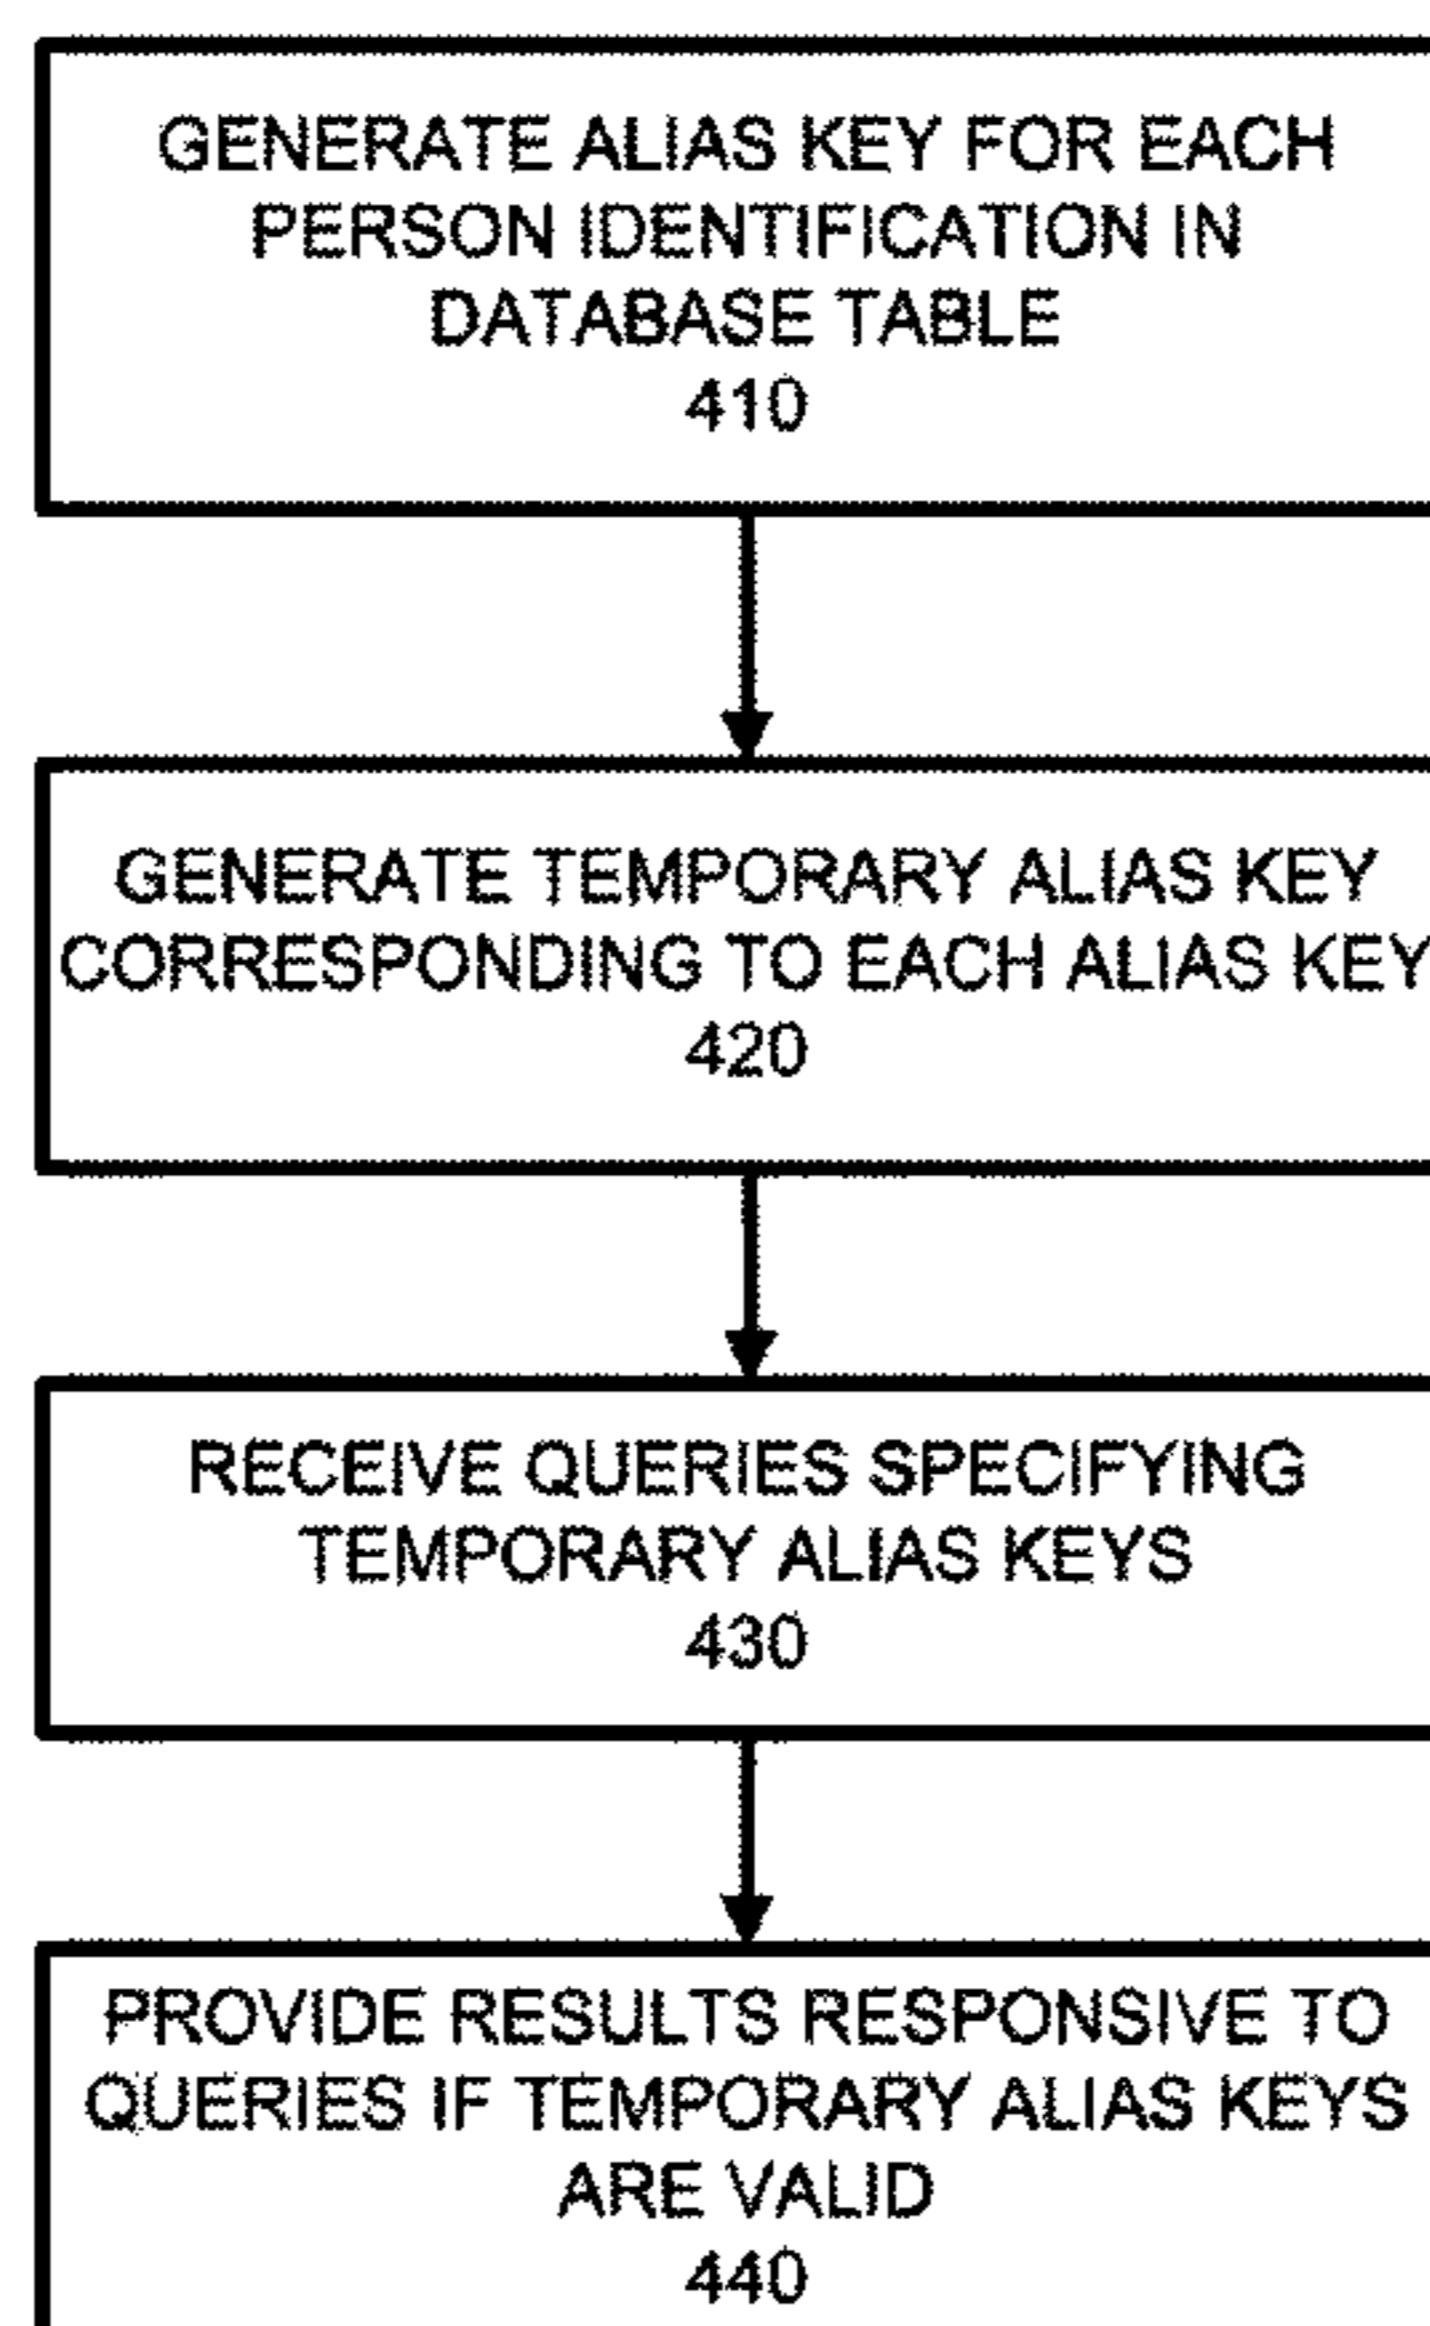 GENERATE ALIAS KEY FOR EACH
PERSON IDENTIFICATION IN
DATABASE TABLE
410
GENERATE TEMPORARY ALIAS KEY
CORRESPONDING TO EACH ALIAS KEY
420
RECEIVE QUERIES SPECIFYING
TEMPORARY ALIAS KEYS
430
PROVIDE RESULTS RESPONSIVE TO
QUERIES IF TEMPORARY ALIAS KEYS
ARE VALID
440